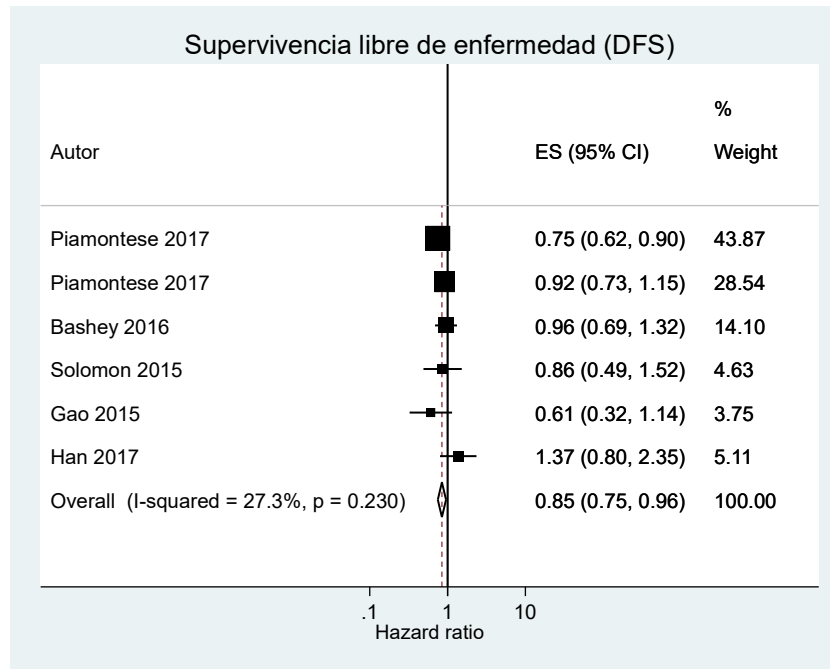 Supervivencia libre de enfermedad (DFS)
%
Autor ES (95% CI) Weight
Piamontese 2017 0.75 (0.62, 0.90) 43.87
Piamontese 2017 0.92 (0.73, 1.15) 28.54
Bashey 2016 0.96 (0.69, 1.32) 14.10
Solomon 2015 0.86 (0.49, 1.52) 4.63
Gao 2015 0.61 (0.32, 1.14) 3.75
Han 2017 1.37 (0.80, 2.35) 5.11
Overall (I-squared = 27.3%, p = 0.230) 0.85 (0.75, 0.96) 100.00
.1 1 10
Hazard ratio